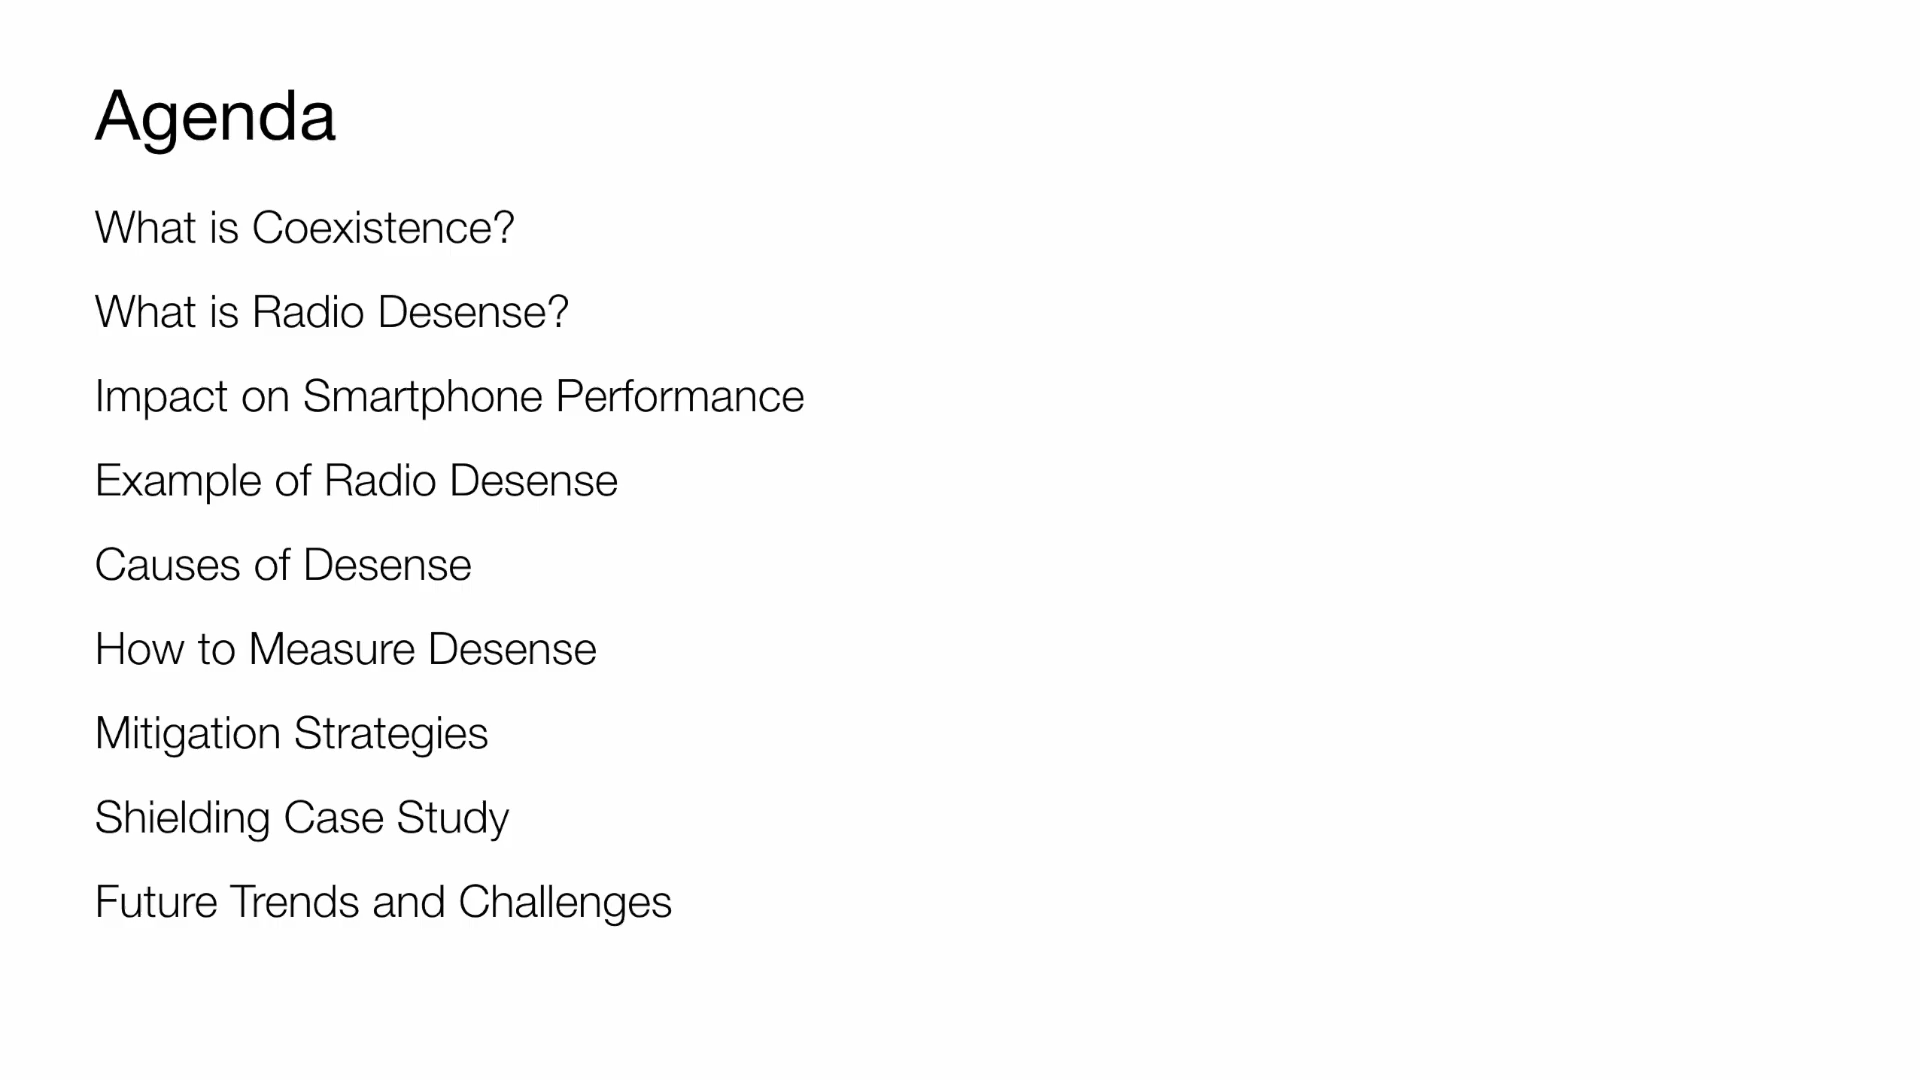 Agenda
What is Coexistence?
What is Radio Desense?
Impact on Smartphone Performance
Example of Radio Desense
Causes of Desense
How to Measure Desense
Mitigation Strategies
Shielding Case Study
Future Trends and Challenges